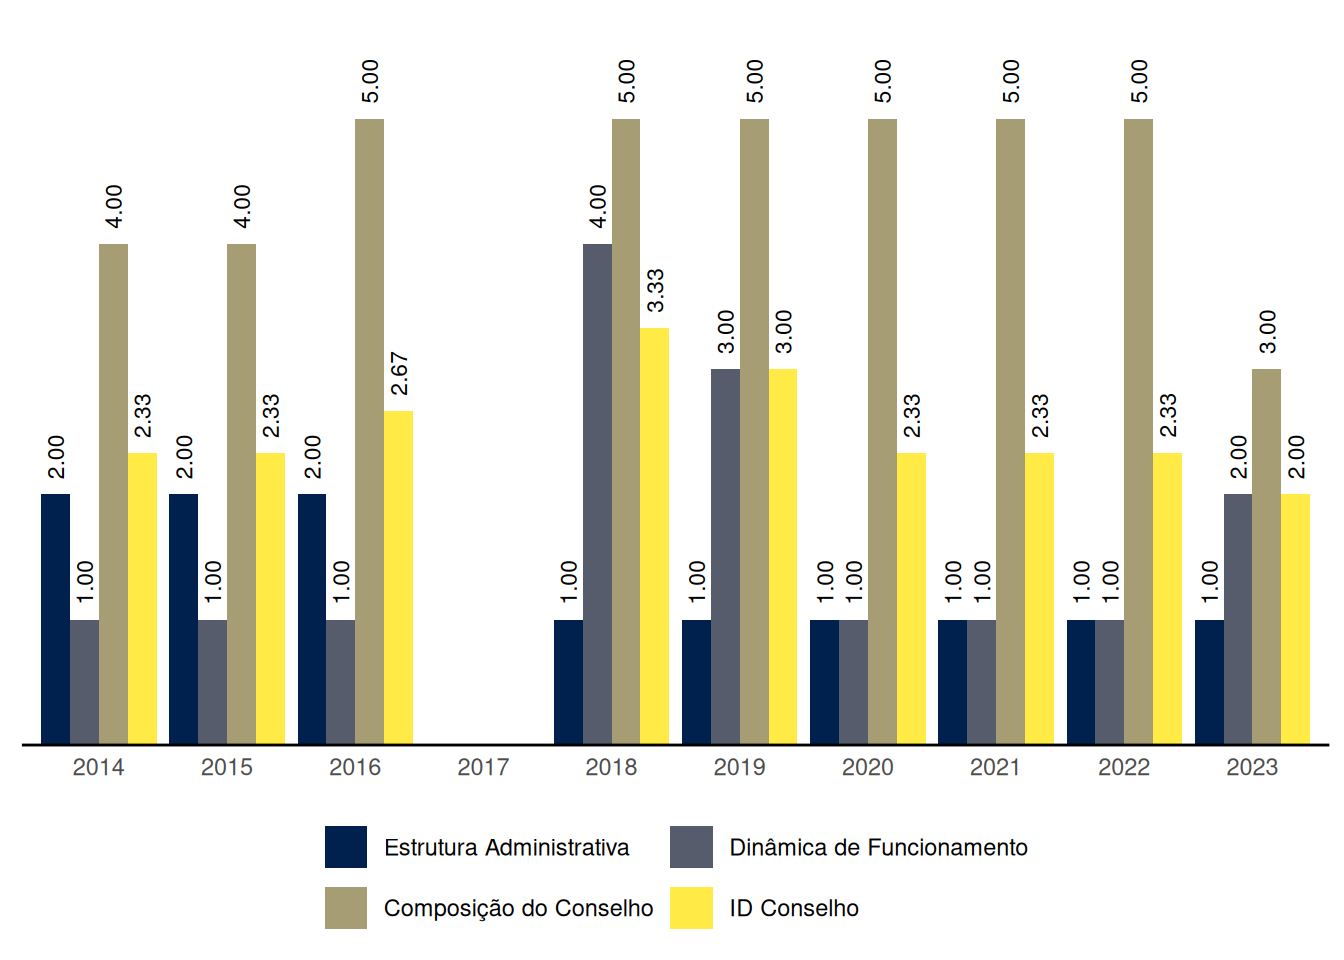 2.00 1.00 4.00 2.33 2.00 1.00 4.00 2.33 2.00 1.00 5.00 2.67 1.00 4.00 5.00 3.33 1.00 3.00 5.00 3.00 1.00 1.00 5.00 2.33 1.00 1.00 5.00 2.33 1.00 1.00 5.00 2.33 1.00 2.00 3.00 2.00
2014 2015 2016 2017 2018 2019 2020 2021 2022 2023
Estrutura Administrativa Dinâmica de Funcionamento
Composição do Conselho ID Conselho